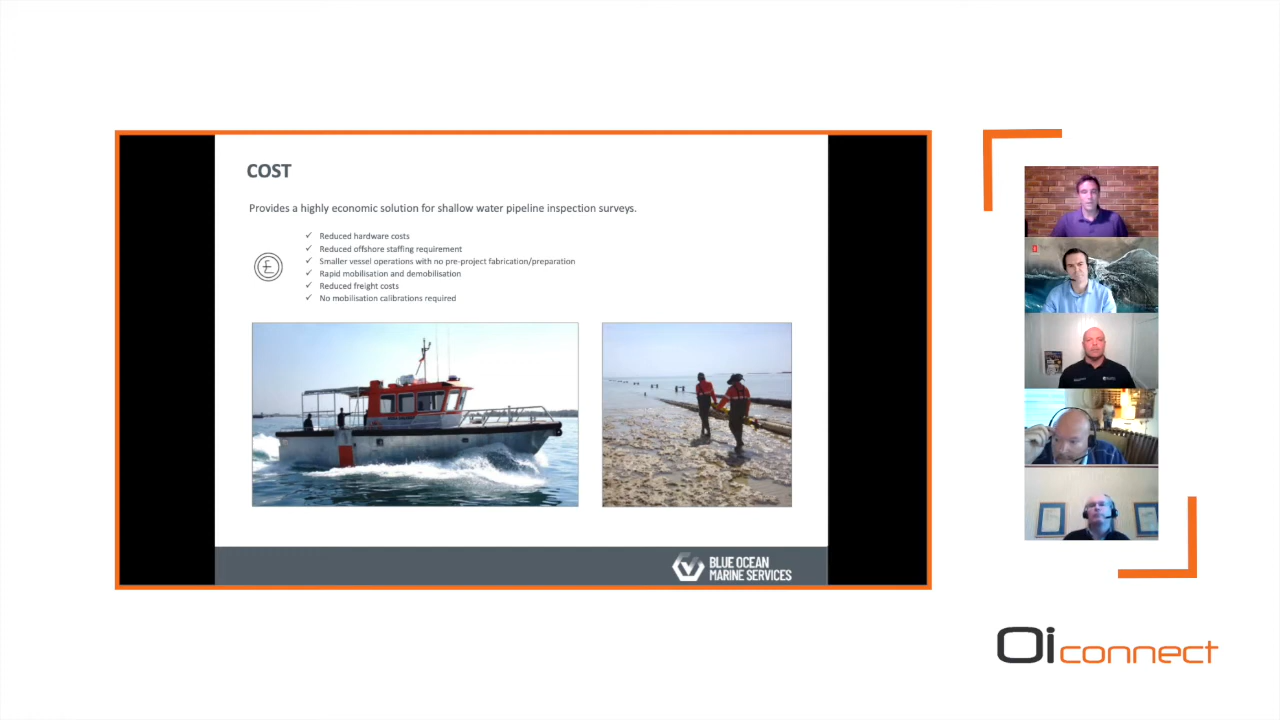 COST
Provides a highly economic solution for shallow water pipeline inspection surveys.
✓ Reduced hardware costs
✓ Reduced offshore staffing requirement
✓ Smaller vessel operations with no pre-project fabrication/preparation
✓ Rapid mobilisation and demobilisation
✓ Reduced freight costs
✓ No mobilisation calibrations required
£
BLUE OCEAN
MARINE SERVICES
Oi connect